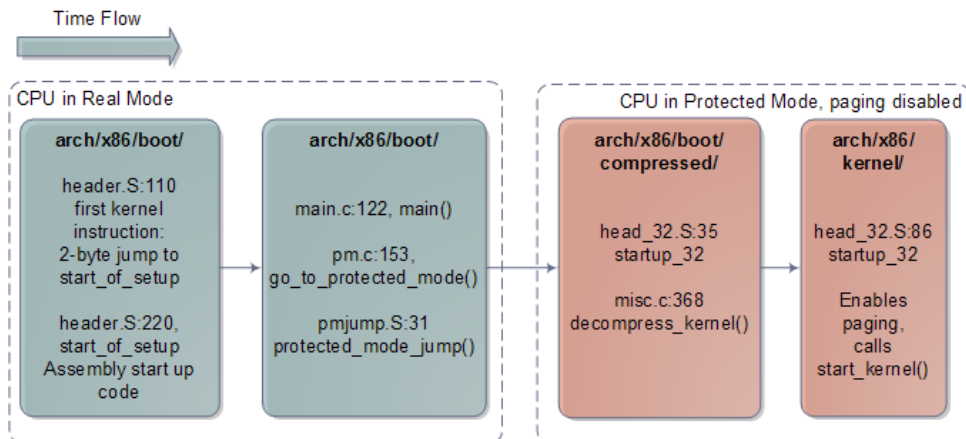 Time Flow
CPU in Real Mode
arch/x86/boot/
header.S:110
first kernel
instruction:
2-byte jump to
start_of_setup
header.S:220,
start_of_setup
Assembly start up
code
arch/x86/boot/
main.c:122, main()
pm.c:153,
go_to_protected_mode()
pmjump.S:31
protected_mode_jump()
CPU in Protected Mode, paging disabled
arch/x86/boot/
compressed/
head_32.S:35
startup_32
misc.c:368
decompress_kernel()
arch/x86/
kernel/
head_32.S:86
startup_32
Enables
paging,
calls
start_kernel()